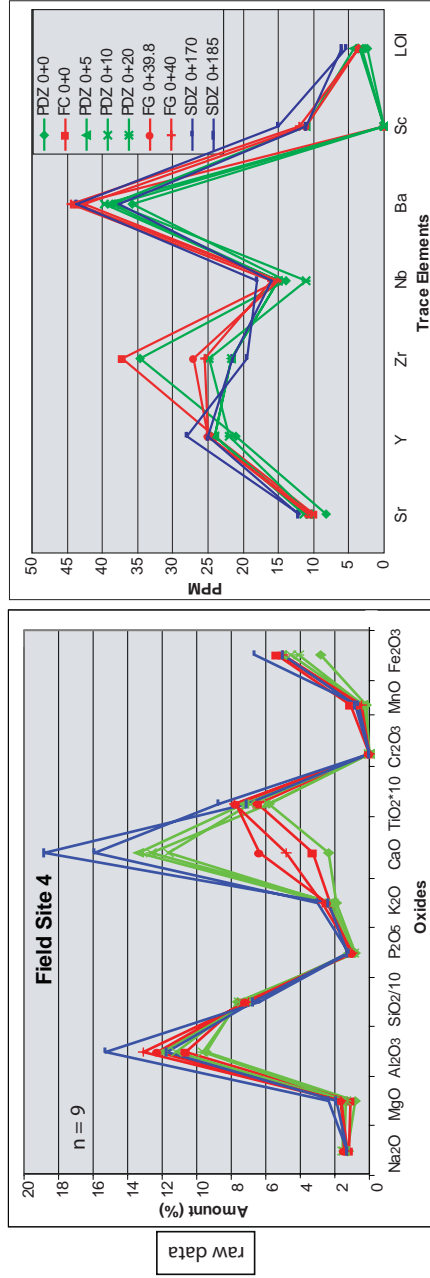 raw data
Field Site 4
n = 9
Amount (%)
20
18
16
14
12
10
8
6
4
2
0
Na2O MgO Al2O3 SiO2/10 P2O5 K2O CaO TiO2*10 Cr2O3 MnO Fe2O3
Oxides
PPM
50
45
40
35
30
25
20
15
10
5
0
Sr Y Zr Nb Ba Sc LOI
Trace Elements
PDZ 0+0
FC 0+0
PDZ 0+5
PDZ 0+10
PDZ 0+20
FG 0+39.8
FG 0+40
SDZ 0+170
SDZ 0+185